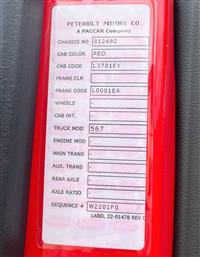 PETERBILT MOTORS CO
A PACCAR Company
CHASSIS NO 812482
CAB COLOR RED
CAB CODE L3781EY
FRAME CLR -
FRAME CODE L0001EA
WHEELS -
CAB INT. -
TRUCK MOD 567
ENGINE MOD -
MAIN TRANS -
AUX. TRANS -
REAR AXLE -
AXLE RATIO -
SEQUENCE # W2201F0
LABEL 22-01478 REV D